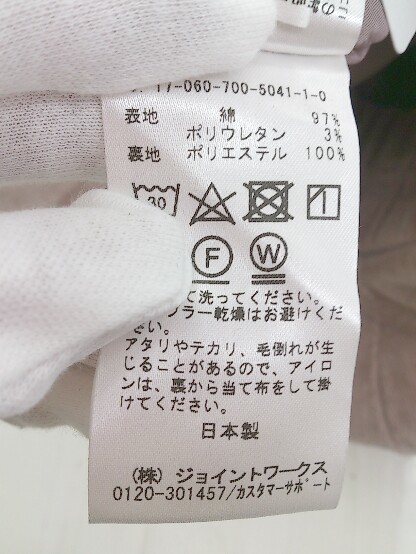 17-060-700-5041-1-0
表地 綿 97%
ポリウレタン 3%
裏地 ポリエステル 100%
30
F W
て洗ってください。
ブラー乾燥はお避けくだ
さい。
アタリやテカリ、毛倒れが生
じることがあるので、アイロ
ンは、裏から当て布をして掛
けてください。
日本製
(株) ジョイントワークス
0120-301457/カスタマーサポート